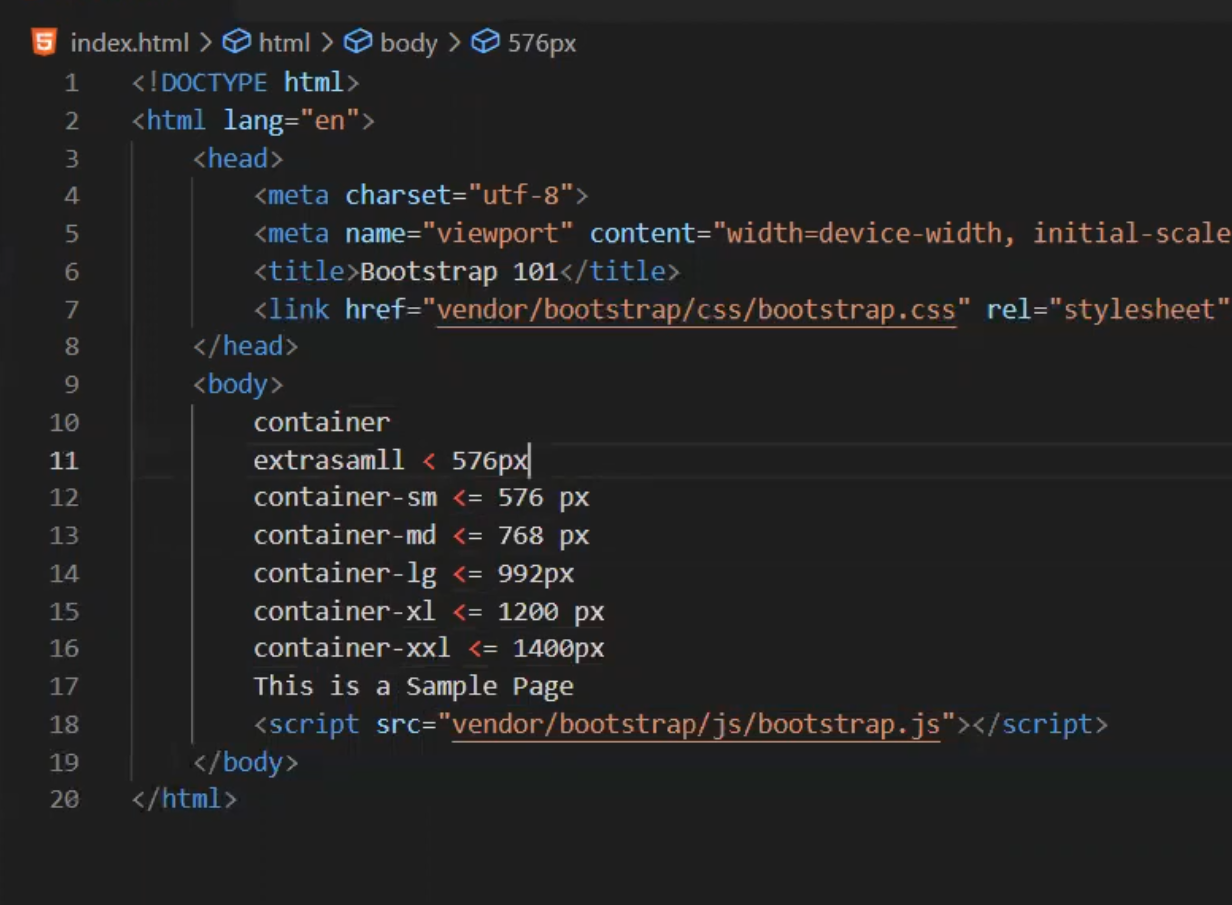 index.html > html > body > 576px
1 <!DOCTYPE html>
2 <html lang="en">
3 <head>
4 <meta charset="utf-8">
5 <meta name="viewport" content="width=device-width, initial-scale
6 <title>Bootstrap 101</title>
7 <link href="vendor/bootstrap/css/bootstrap.css" rel="stylesheet"
8 </head>
9 <body>
10 container
11 extrasamll < 576px
12 container-sm <= 576 px
13 container-md <= 768 px
14 container-lg <= 992px
15 container-xl <= 1200 px
16 container-xxl <= 1400px
17 This is a Sample Page
18 <script src="vendor/bootstrap/js/bootstrap.js"></script>
19 </body>
20 </html>